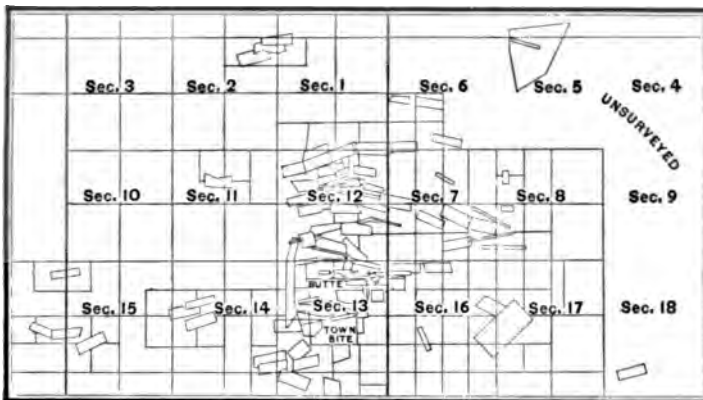 Sec. 3 Sec. 2 Sec. 1 Sec. 6 Sec. 5 Sec. 4
UNSURVEYED
Sec. 10 Sec. 11 Sec. 12 Sec. 7 Sec. 8 Sec. 9
BUTTE
Sec. 15 Sec. 14 Sec. 13 Sec. 16 Sec. 17 Sec. 18
TOWN
BITE